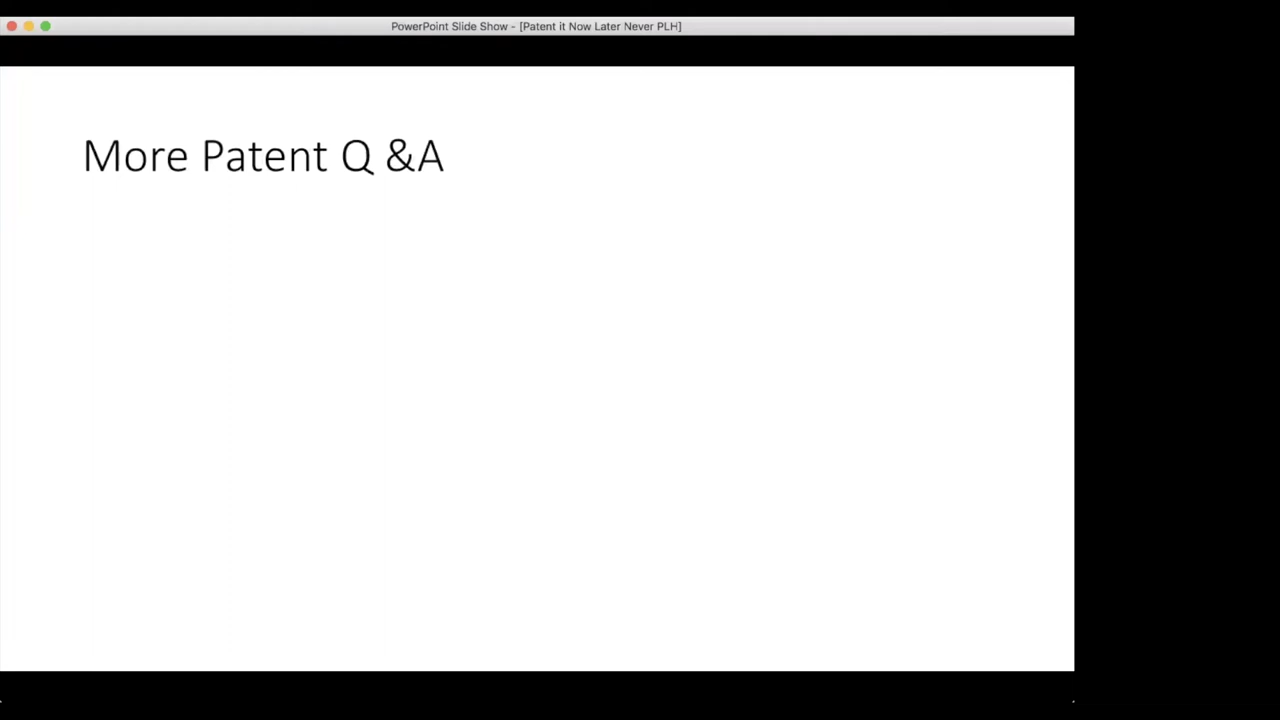 PowerPoint Slide Show - [Patent it Now Later Never PLH]
More Patent Q &A